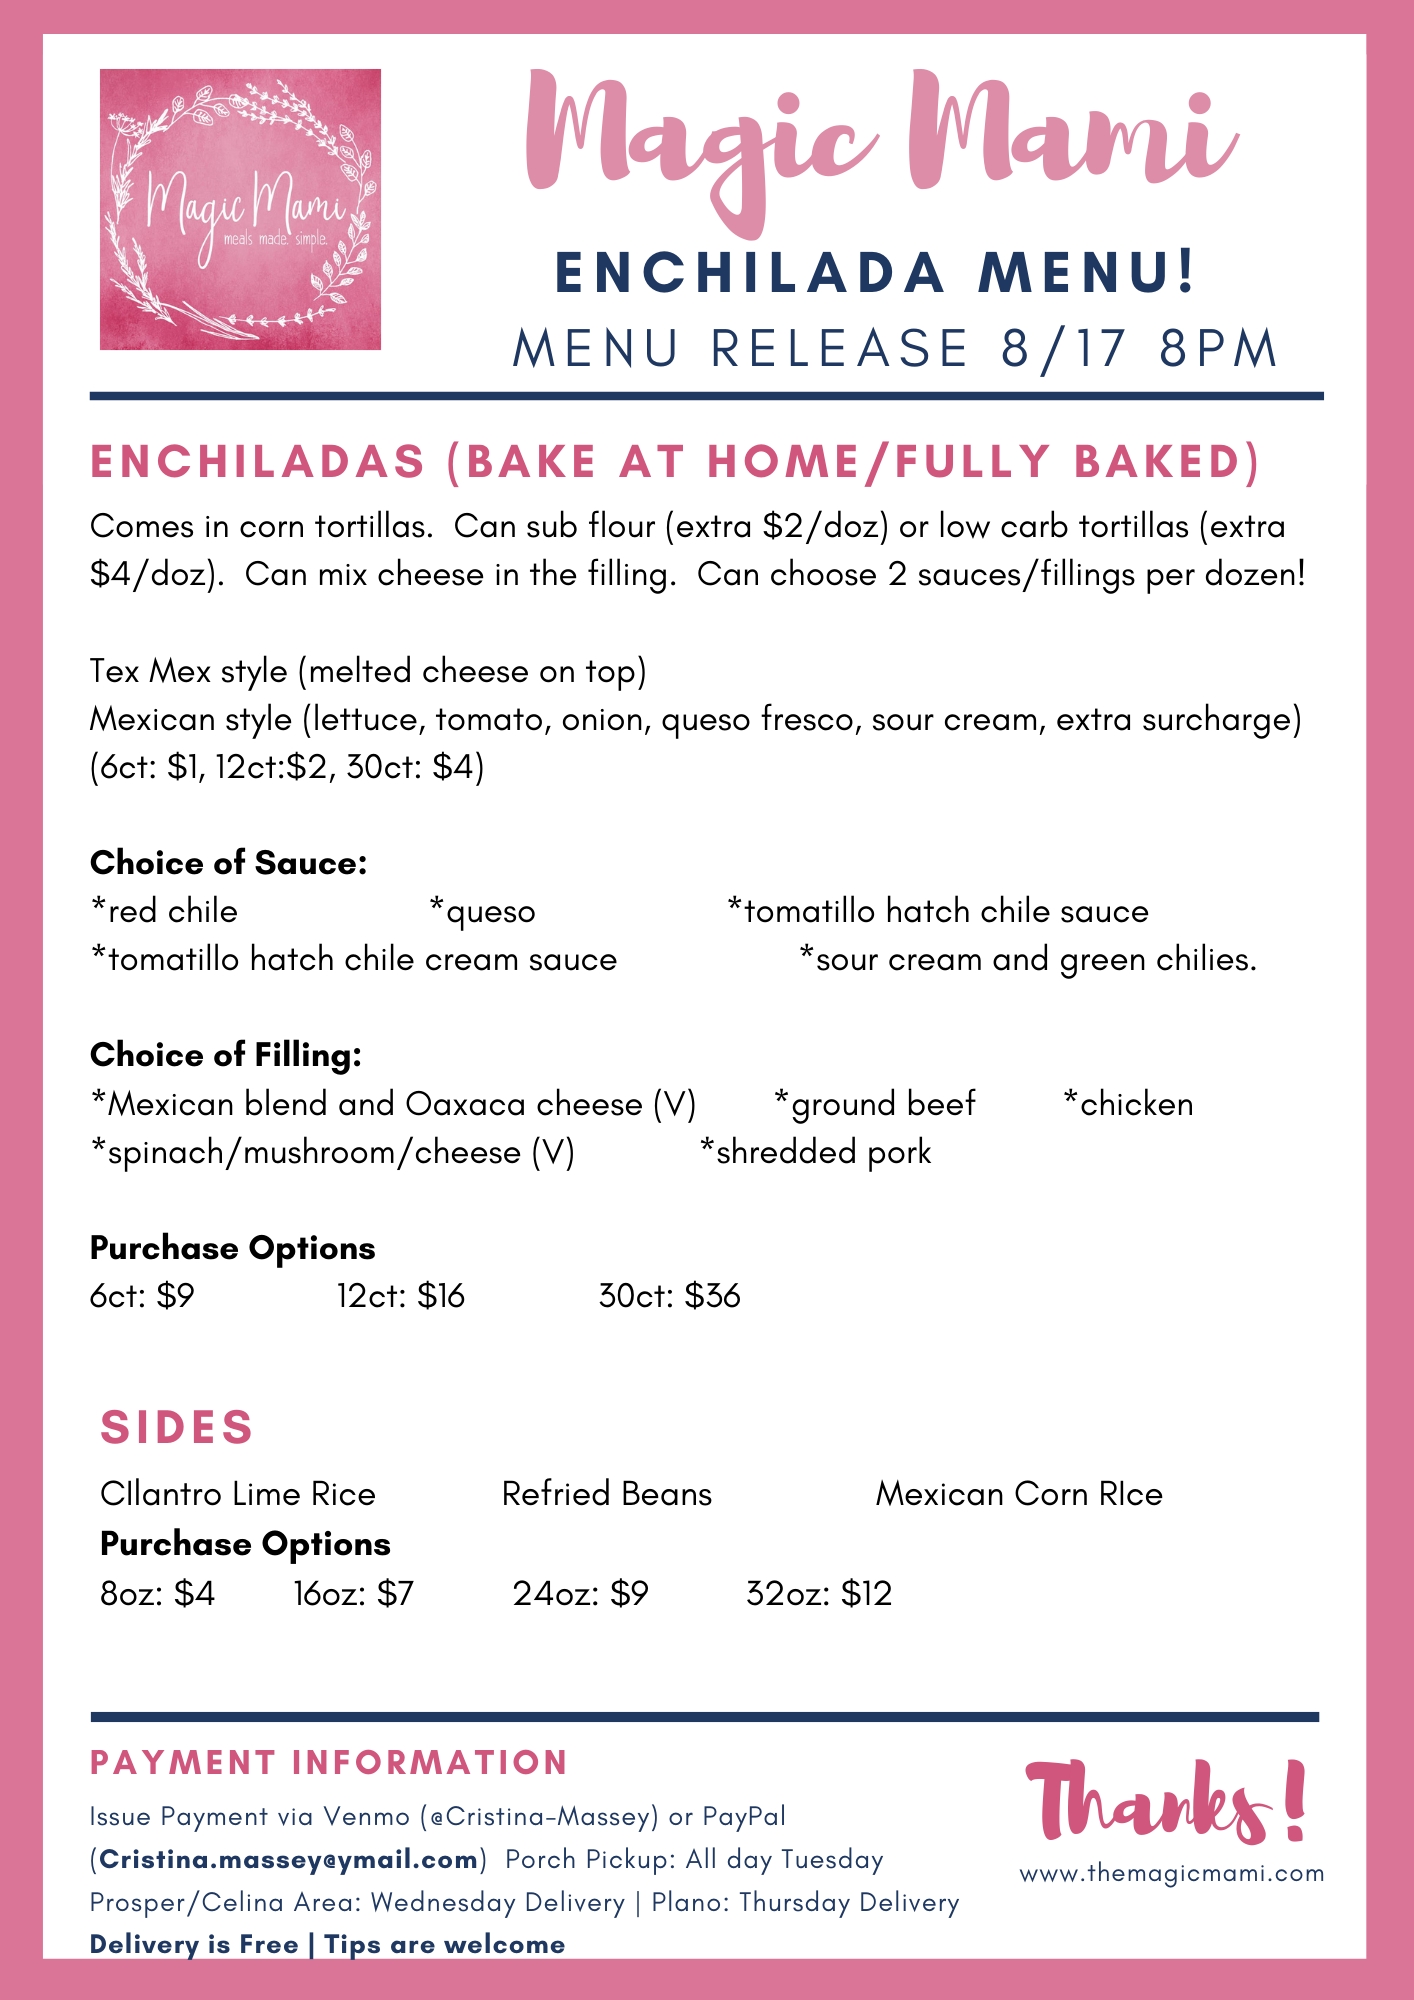 Magic Mami
meals made. simple.
Magic Mami
ENCHILADA MENU!
MENU RELEASE 8/17 8PM
ENCHILADAS (BAKE AT HOME/FULLY BAKED)
Comes in corn tortillas. Can sub flour (extra $2/doz) or low carb tortillas (extra
$4/doz). Can mix cheese in the filling. Can choose 2 sauces/fillings per dozen!
Tex Mex style (melted cheese on top)
Mexican style (lettuce, tomato, onion, queso fresco, sour cream, extra surcharge)
(6ct: $1, 12ct:$2, 30ct: $4)
Choice of Sauce:
*red chile *queso *tomatillo hatch chile sauce
*tomatillo hatch chile cream sauce *sour cream and green chilies.
Choice of Filling:
*Mexican blend and Oaxaca cheese (V) *ground beef *chicken
*spinach/mushroom/cheese (V) *shredded pork
Purchase Options
6ct: $9 12ct: $16 30ct: $36
SIDES
CIlantro Lime Rice Refried Beans Mexican Corn RIce
Purchase Options
8oz: $4 16oz: $7 24oz: $9 32oz: $12
PAYMENT INFORMATION
Issue Payment via Venmo (@Cristina-Massey) or PayPal
(Cristina.massey@ymail.com) Porch Pickup: All day Tuesday
Prosper/Celina Area: Wednesday Delivery | Plano: Thursday Delivery
Delivery is Free | Tips are welcome
Thanks!
www.themagicmami.com